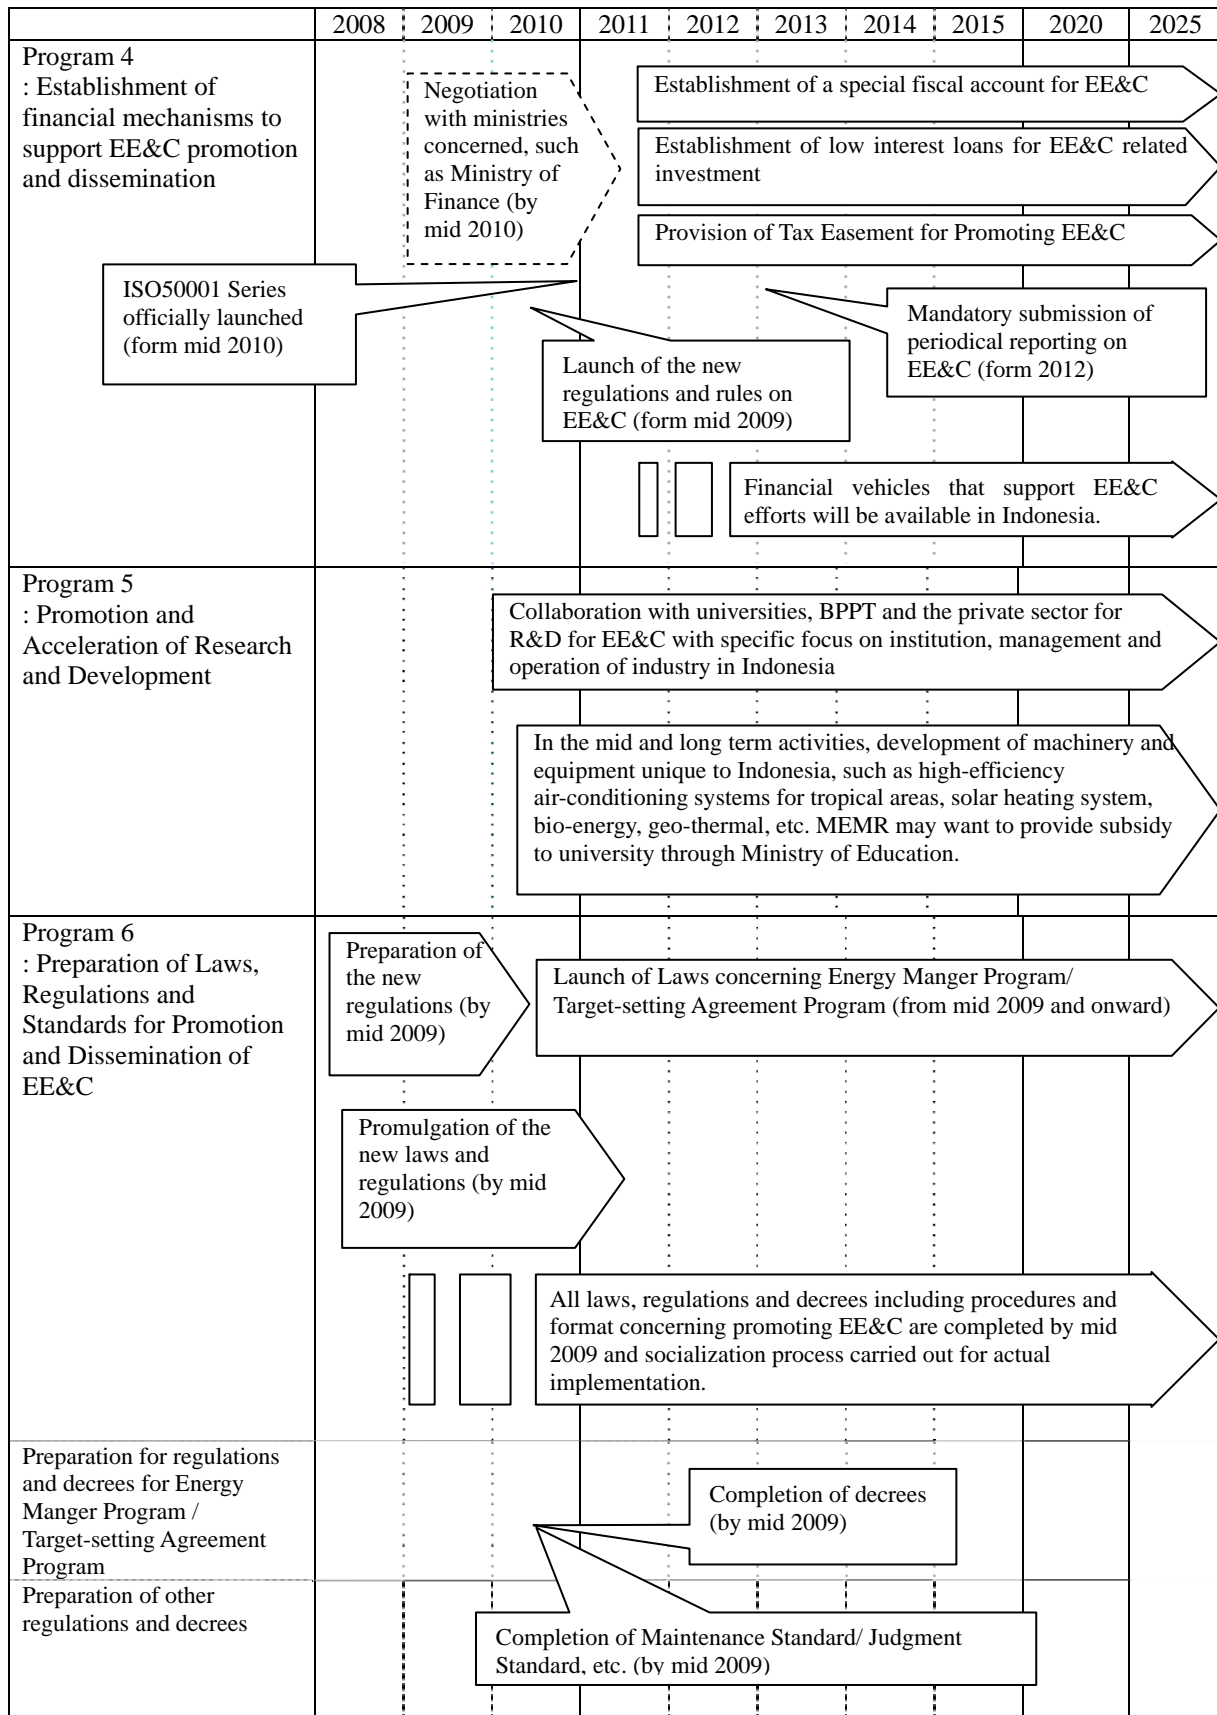 2008 2009 2010 2011 2012 2013 2014 2015 2020 2025
Program 4
: Establishment of
financial mechanisms to
support EE&C promotion
and dissemination
Negotiation
with ministries
concerned, such
as Ministry of
Finance (by
mid 2010)
Establishment of a special fiscal account for EE&C
Establishment of low interest loans for EE&C related
investment
Provision of Tax Easement for Promoting EE&C
ISO50001 Series
officially launched
(form mid 2010)
Launch of the new
regulations and rules on
EE&C (form mid 2009)
Mandatory submission of
periodical reporting on
EE&C (form 2012)
Financial vehicles that support EE&C
efforts will be available in Indonesia.
Program 5
: Promotion and
Acceleration of Research
and Development
Collaboration with universities, BPPT and the private sector for
R&D for EE&C with specific focus on institution, management and
operation of industry in Indonesia
In the mid and long term activities, development of machinery and
equipment unique to Indonesia, such as high-efficiency
air-conditioning systems for tropical areas, solar heating system,
bio-energy, geo-thermal, etc. MEMR may want to provide subsidy
to university through Ministry of Education.
Program 6
: Preparation of Laws,
Regulations and
Standards for Promotion
and Dissemination of
EE&C
Preparation of
the new
regulations (by
mid 2009)
Launch of Laws concerning Energy Manger Program/
Target-setting Agreement Program (from mid 2009 and onward)
Promulgation of the
new laws and
regulations (by mid
2009)
All laws, regulations and decrees including procedures and
format concerning promoting EE&C are completed by mid
2009 and socialization process carried out for actual
implementation.
Preparation for regulations
and decrees for Energy
Manger Program /
Target-setting Agreement
Program
Completion of decrees
(by mid 2009)
Preparation of other
regulations and decrees
Completion of Maintenance Standard/ Judgment
Standard, etc. (by mid 2009)